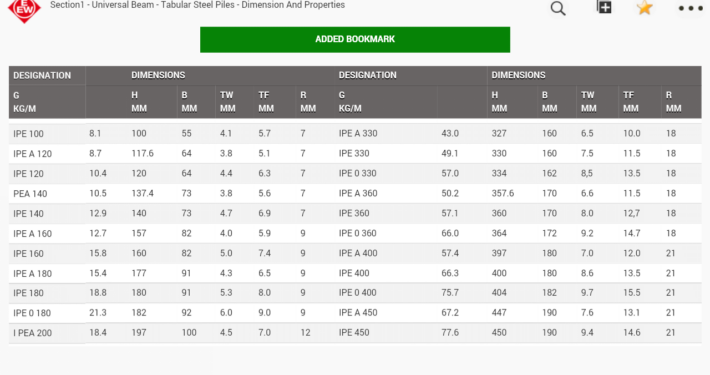 EEW
Section1 - Universal Beam - Tabular Steel Piles - Dimension And Properties
ADDED BOOKMARK
DESIGNATION DIMENSIONS DESIGNATION DIMENSIONS
G H B TW TF R G H B TW TF R
KG/M MM MM MM MM MM KG/M MM MM MM MM MM
IPE 100 8.1 100 55 4.1 5.7 7 IPE A 330 43.0 327 160 6.5 10.0 18
IPE A 120 8.7 117.6 64 3.8 5.1 7 IPE 330 49.1 330 160 7.5 11.5 18
IPE 120 10.4 120 64 4.4 6.3 7 IPE 0 330 57.0 334 162 8,5 13.5 18
PEA 140 10.5 137.4 73 3.8 5.6 7 IPE A 360 50.2 357.6 170 6.6 11.5 18
IPE 140 12.9 140 73 4.7 6.9 7 IPE 360 57.1 360 170 8.0 12,7 18
IPE A 160 12.7 157 82 4.0 5.9 9 IPE 0 360 66.0 364 172 9.2 14.7 18
IPE 160 15.8 160 82 5.0 7.4 9 IPE A 400 57.4 397 180 7.0 12.0 21
IPE A 180 15.4 177 91 4.3 6.5 9 IPE 400 66.3 400 180 8.6 13.5 21
IPE 180 18.8 180 91 5.3 8.0 9 IPE 0 400 75.7 404 182 9.7 15.5 21
IPE 0 180 21.3 182 92 6.0 9.0 9 IPE A 450 67.2 447 190 7.6 13.1 21
I PEA 200 18.4 197 100 4.5 7.0 12 IPE 450 77.6 450 190 9.4 14.6 21